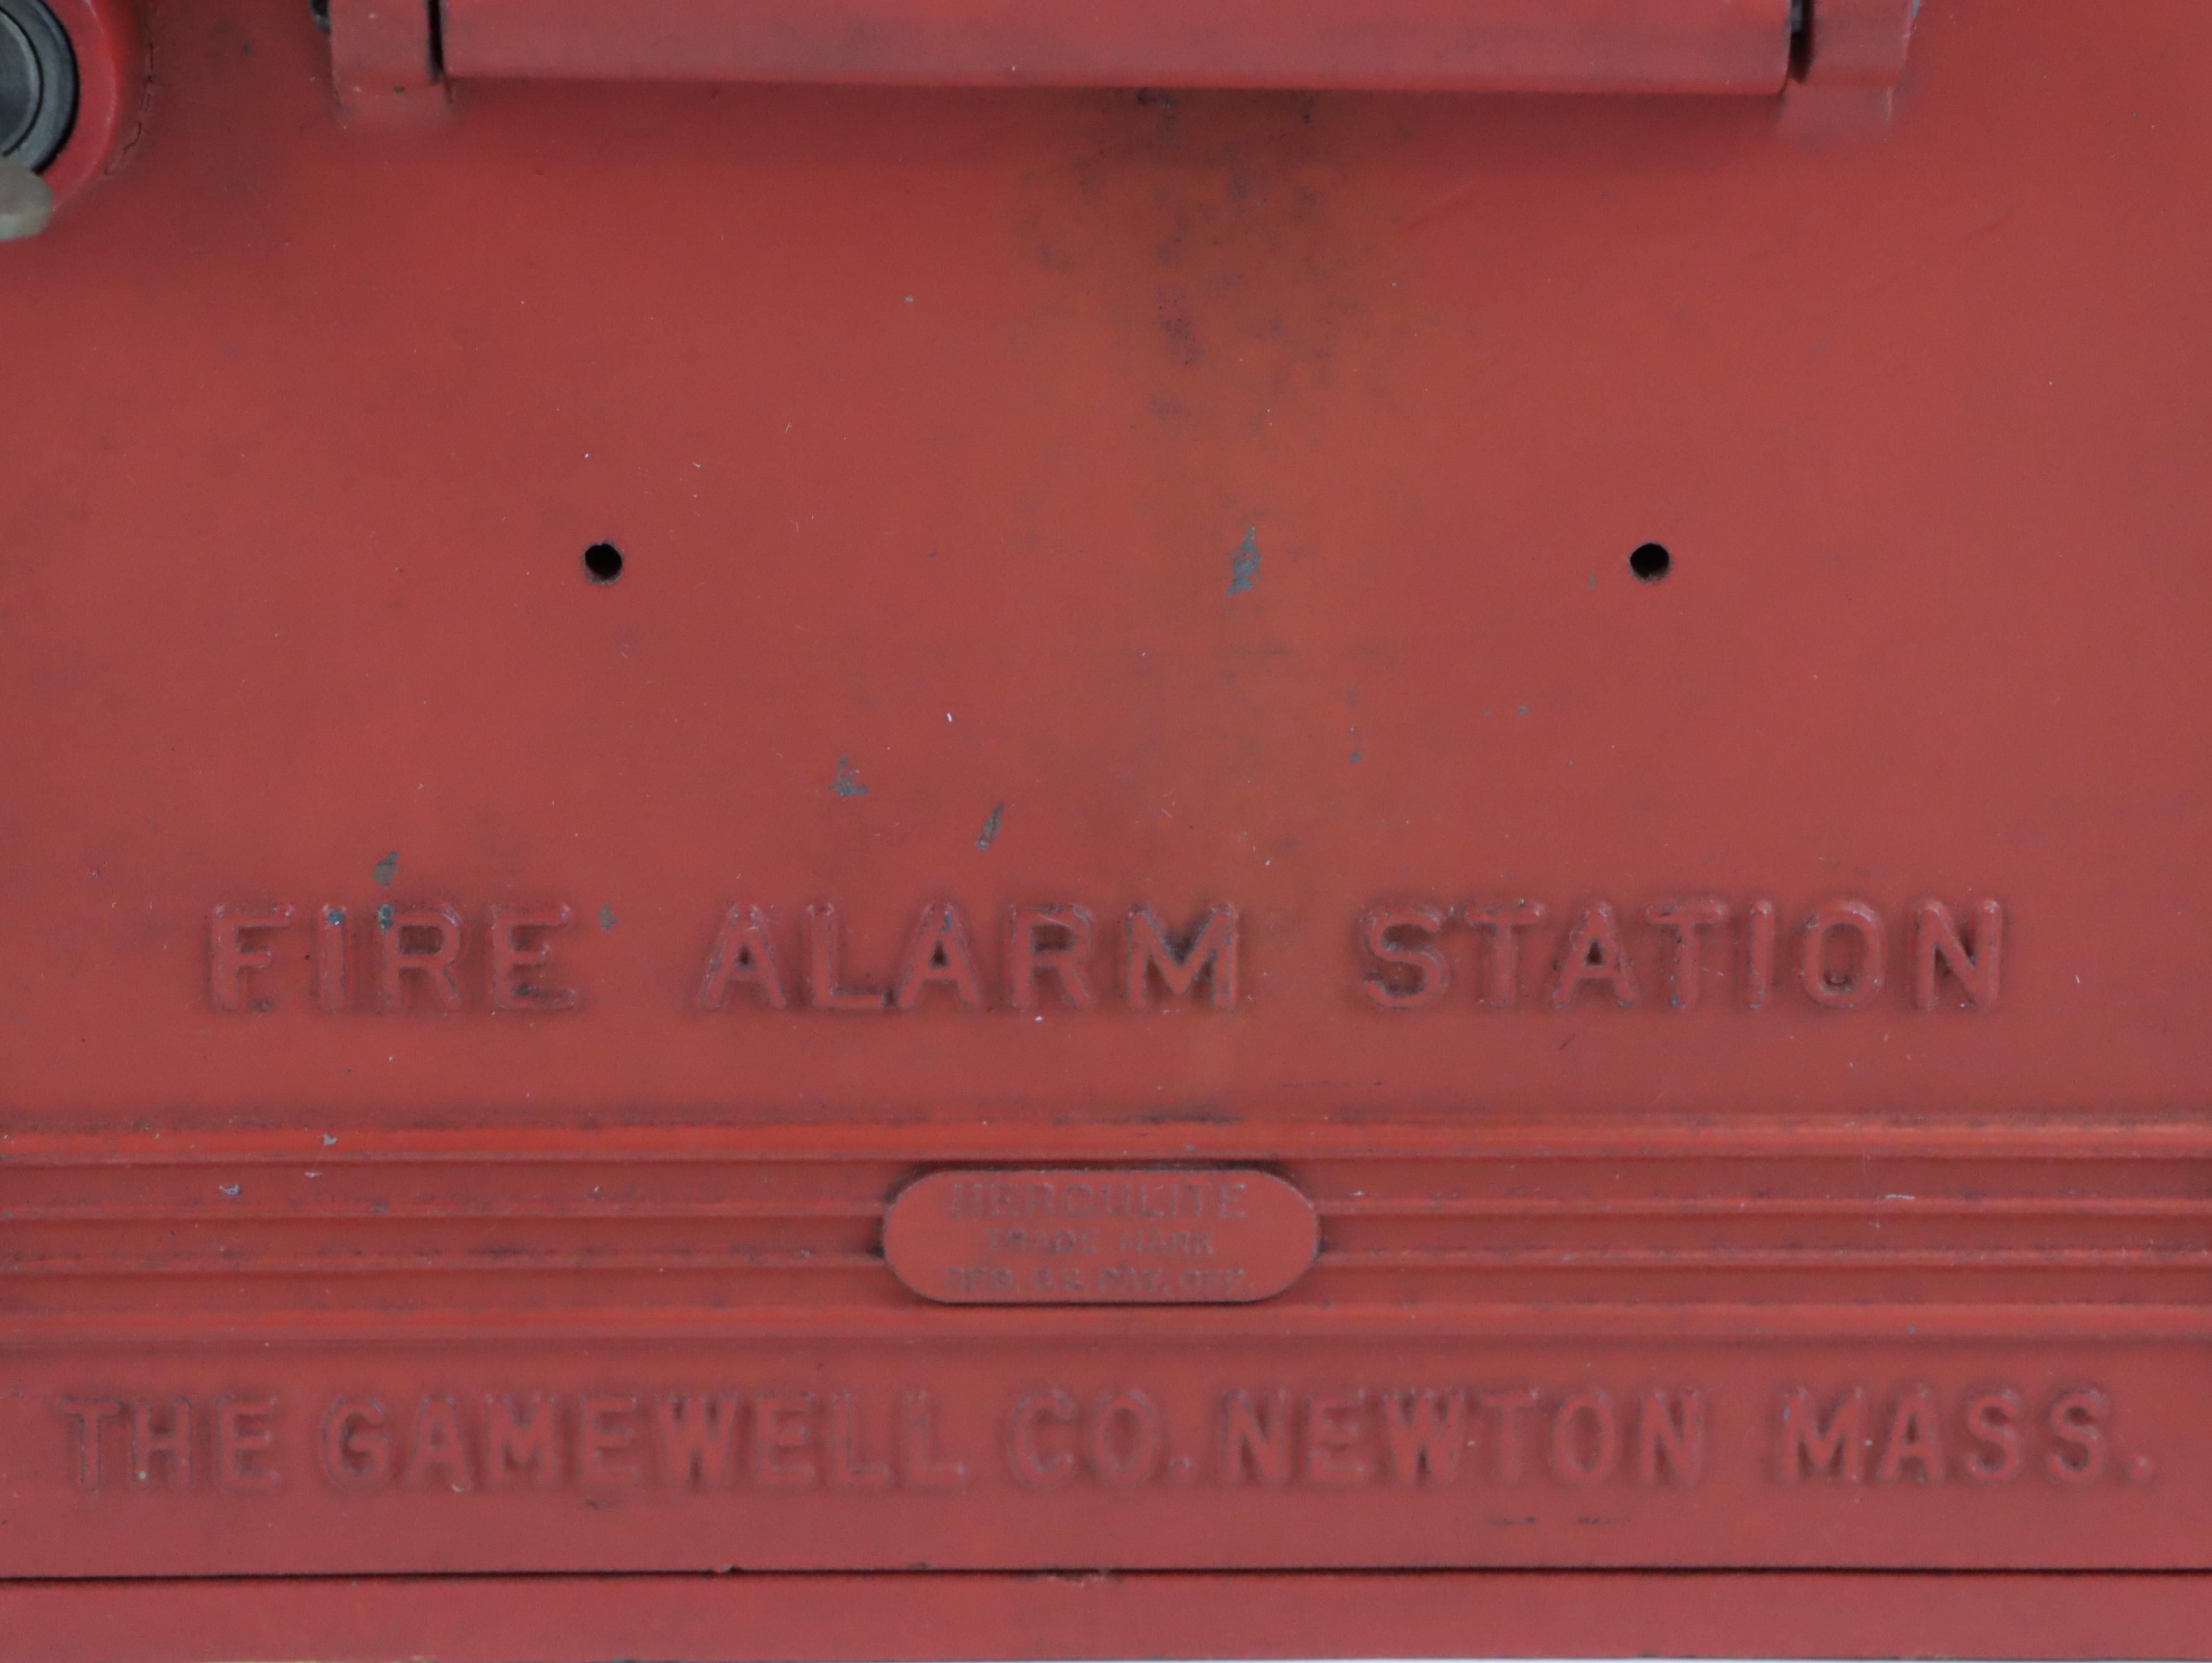 FIRE ALARM STATION
HERCULITE
TRADE MARK
REG. U.S. PAT. OFF.
THE GAMEWELL CO. NEWTON MASS.